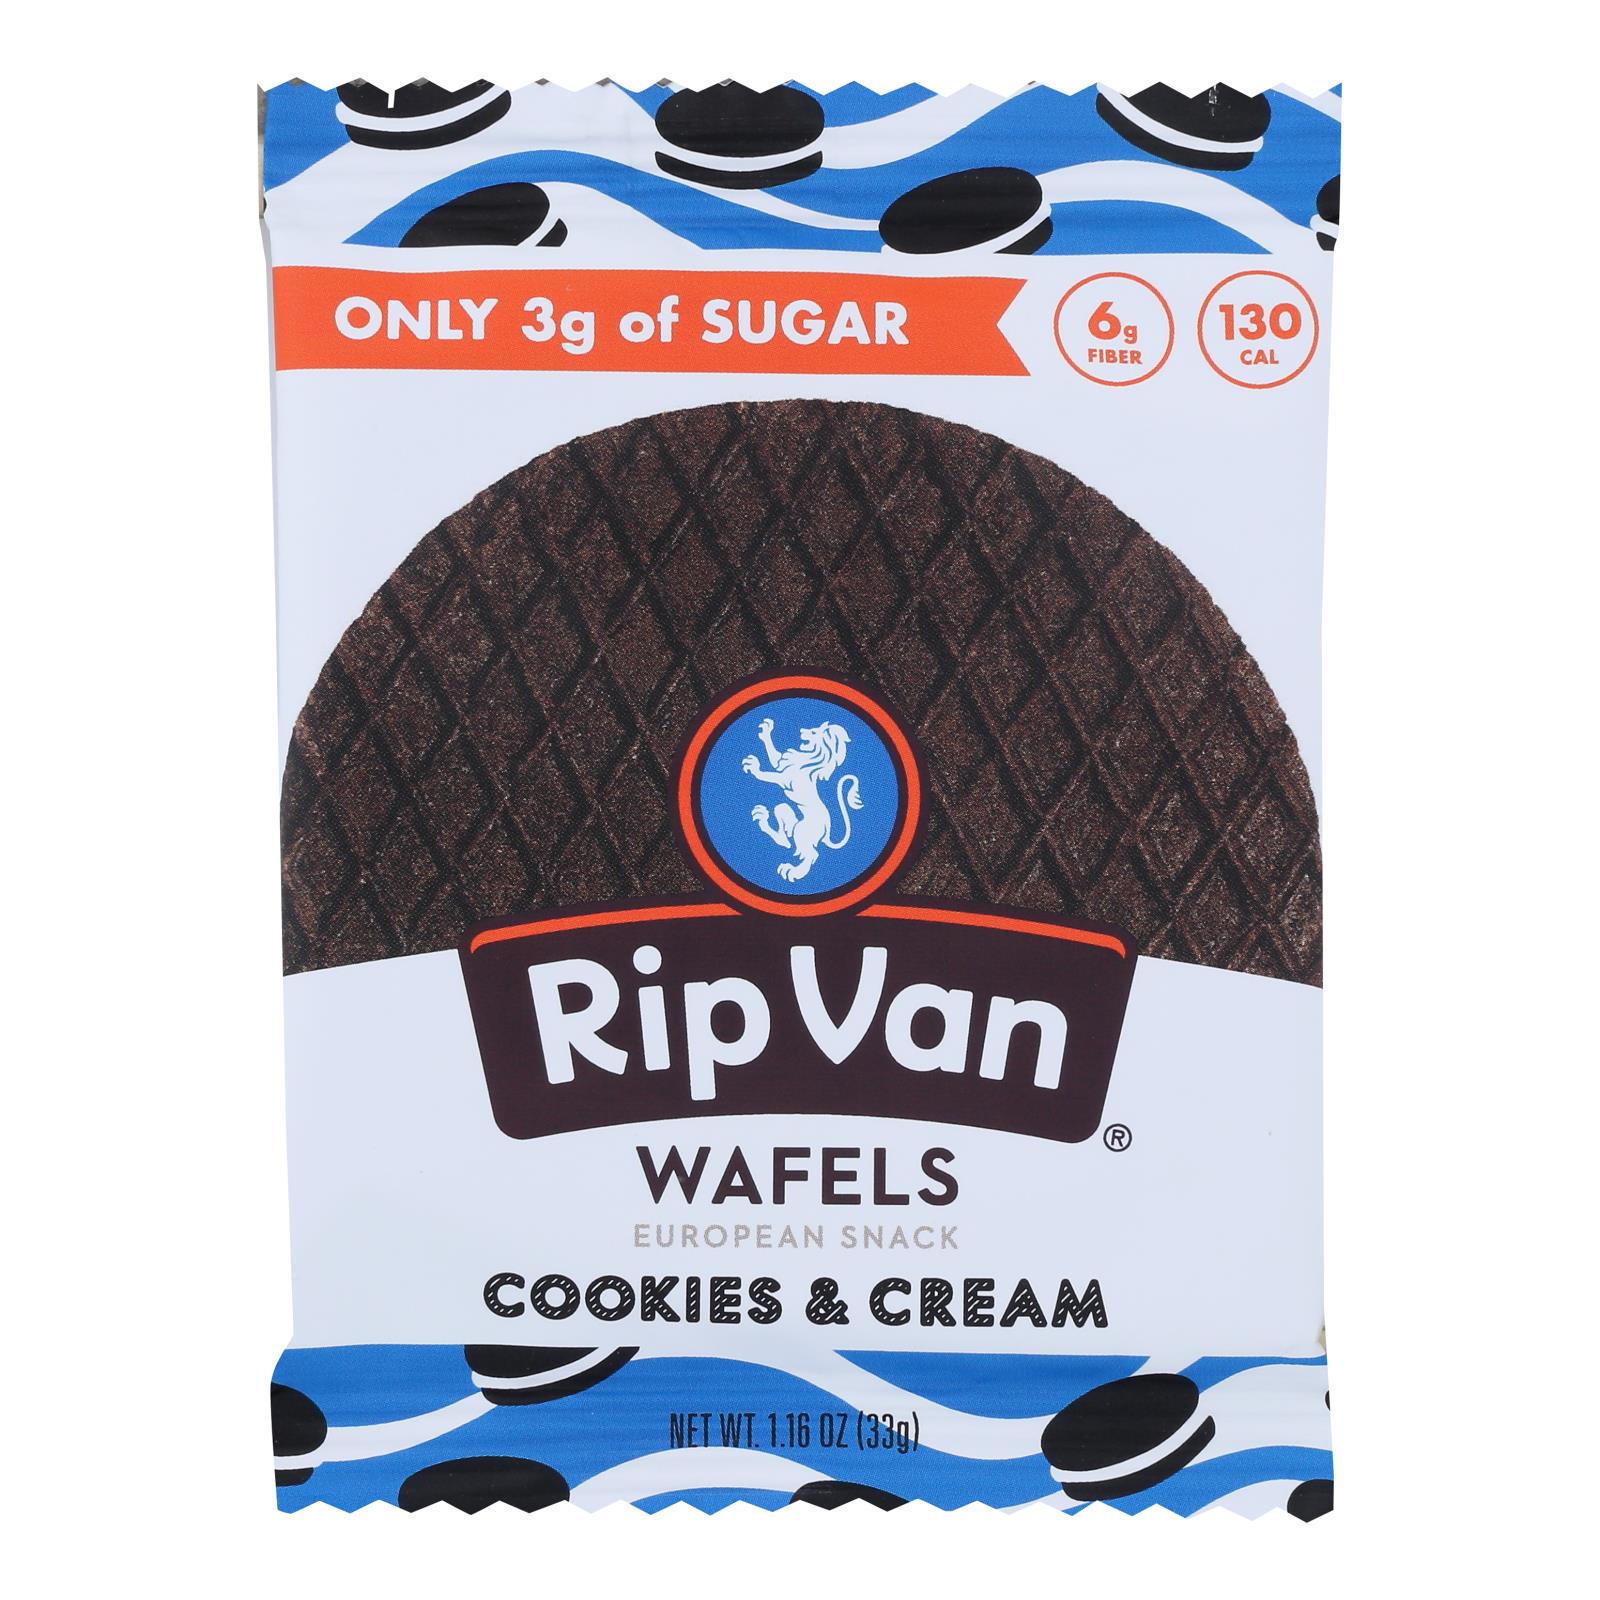 ONLY 3g of SUGAR
6g
FIBER
130
CAL
Rip Van
®
WAFELS
EUROPEAN SNACK
COOKIES & CREAM
NET WT. 1.16 OZ (33g)